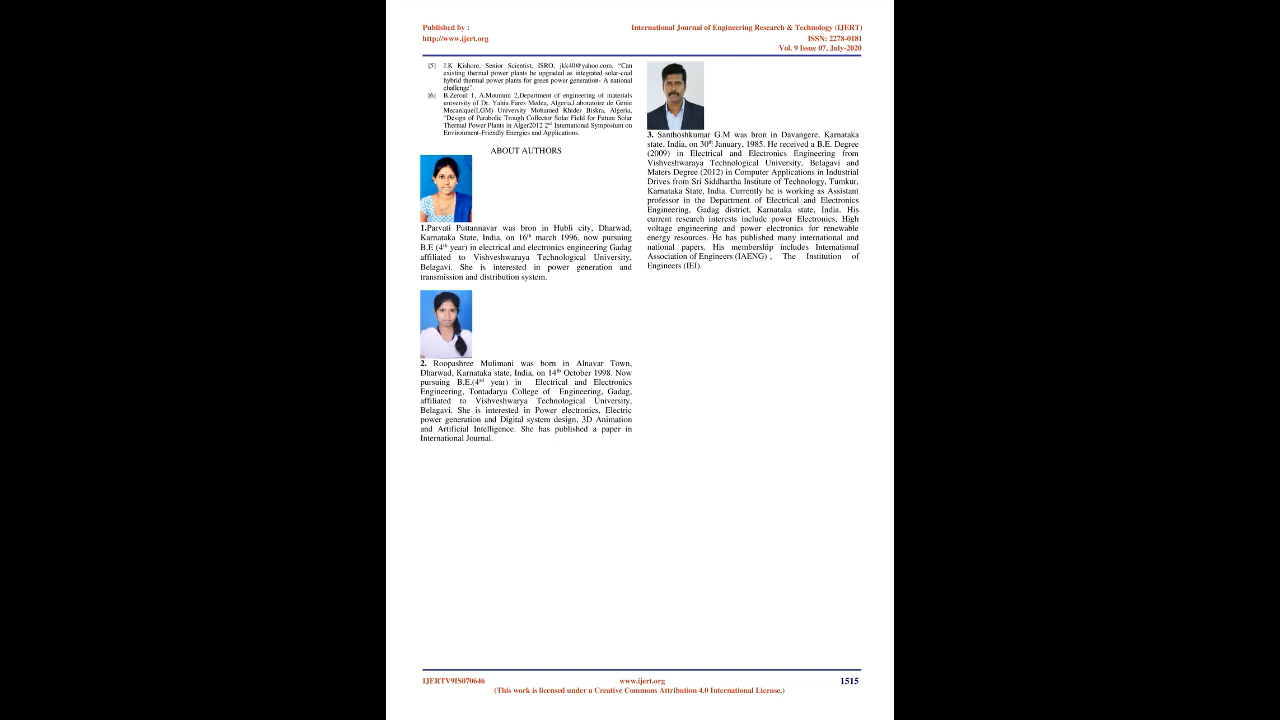 Published by :
http://www.ijert.org
International Journal of Engineering Research & Technology (IJERT)
ISSN: 2278-0181
Vol. 9 Issue 07, July-2020
[5] J.K Kishore, Senior Scientist, ISRO, jkk40@yahoo.com, “Can
existing thermal power plants be upgraded as integrated solar-coal
hybrid thermal power plants for green power generation- A national
challenge”.
[6] B.Zeroul 1, A.Moummi 2,Department of engineering of materials
university of Dr. Yahia Fares Medea, Algeria,Laboratoire de Genie
Mecanique(LGM) University Mohamed Khider Biskra, Algeria,
“Design of Parabolic Trough Collector Solar Field for Future Solar
Thermal Power Plants in Alger2012 2nd International Symposium on
Environment-Friendly Energies and Applications.
ABOUT AUTHORS
1.Parvati Puttannavar was bron in Hubli city, Dharwad,
Karnataka State, India, on 16th march 1996, now pursuing
B.E (4th year) in electrical and electronics engineering Gadag
affiliated to Vishveshwaraya Technological University,
Belagavi. She is interested in power generation and
transmission and distribution system.
2. Roopashree Mulimani was born in Alnavar Town,
Dharwad, Karnataka state, India, on 14th October 1998. Now
pursuing B.E.(4rd year) in Electrical and Electronics
Engineering, Tontadarya College of Engineering, Gadag,
affiliated to Vishveshwarya Technological University,
Belagavi. She is interested in Power electronics, Electric
power generation and Digital system design, 3D Animation
and Artificial Intelligence. She has published a paper in
International Journal.
3. Santhoshkumar G.M was bron in Davangere, Karnataka
state, India, on 30th January, 1985. He received a B.E. Degree
(2009) in Electrical and Electronics Engineering from
Vishveshwaraya Technological University, Belagavi and
Maters Degree (2012) in Computer Applications in Industrial
Drives from Sri Siddhartha Institute of Technology, Tumkur,
Karnataka State, India. Currently he is working as Assistant
professor in the Department of Electrical and Electronics
Engineering, Gadag district, Karnataka state, India. His
current research interests include power Electronics, High
voltage engineering and power electronics for renewable
energy resources. He has published many international and
national papers. His membership includes International
Association of Engineers (IAENG) , The Institution of
Engineers (IEI).
IJERTV9IS070646
www.ijert.org
1515
(This work is licensed under a Creative Commons Attribution 4.0 International License.)